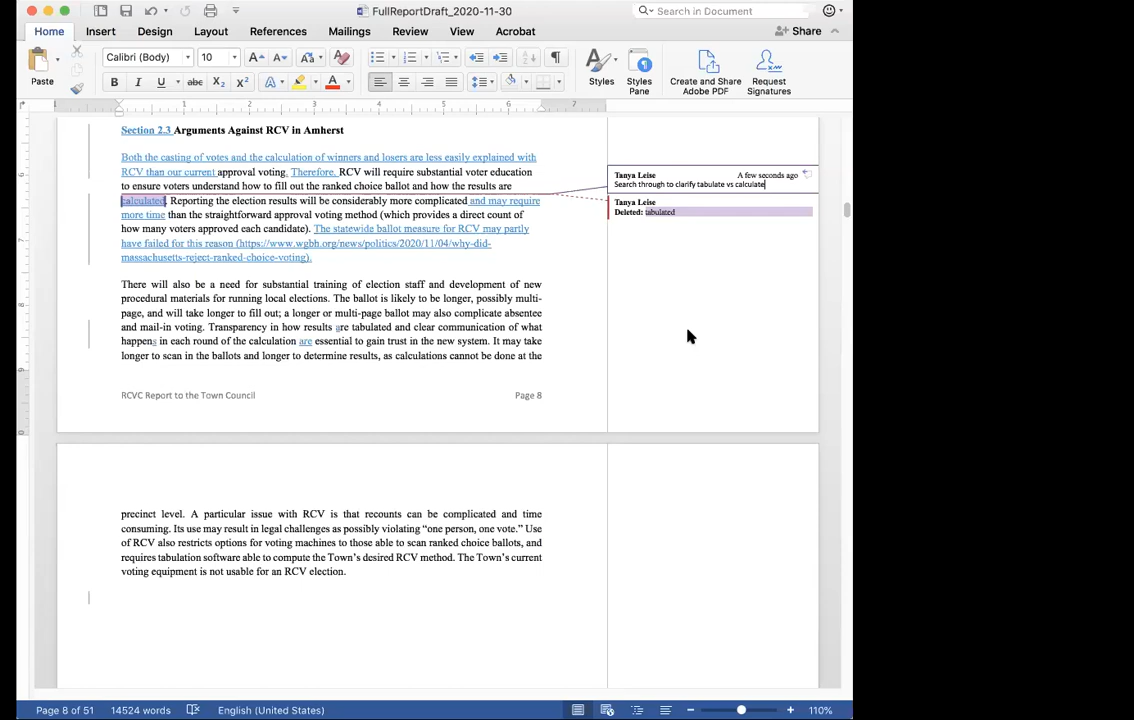 FullReportDraft_2020-11-30
Search in Document
Home Insert Design Layout References Mailings Review View Acrobat
Share
Paste
Calibri (Body) 10
Styles
Styles Pane
Create and Share Adobe PDF
Request Signatures
1 1 2 3 4 5 6 7
Section 2.3 Arguments Against RCV in Amherst
Both the casting of votes and the calculation of winners and losers are less easily explained with
RCV than our current approval voting. Therefore, RCV will require substantial voter education
to ensure voters understand how to fill out the ranked choice ballot and how the results are
calculated. Reporting the election results will be considerably more complicated and may require
more time than the straightforward approval voting method (which provides a direct count of
how many voters approved each candidate). The statewide ballot measure for RCV may partly
have failed for this reason (https://www.wgbh.org/news/politics/2020/11/04/why-did-
massachusetts-reject-ranked-choice-voting).
Tanya Leise A few seconds ago
Search through to clarify tabulate vs calculate
Tanya Leise
Deleted: tabulated
There will also be a need for substantial training of election staff and development of new
procedural materials for running local elections. The ballot is likely to be longer, possibly multi-
page, and will take longer to fill out; a longer or multi-page ballot may also complicate absentee
and mail-in voting. Transparency in how results are tabulated and clear communication of what
happens in each round of the calculation are essential to gain trust in the new system. It may take
longer to scan in the ballots and longer to determine results, as calculations cannot be done at the
RCVC Report to the Town Council Page 8
precinct level. A particular issue with RCV is that recounts can be complicated and time
consuming. Its use may result in legal challenges as possibly violating “one person, one vote.” Use
of RCV also restricts options for voting machines to those able to scan ranked choice ballots, and
requires tabulation software able to compute the Town’s desired RCV method. The Town’s current
voting equipment is not usable for an RCV election.
Page 8 of 51 14524 words English (United States) 110%